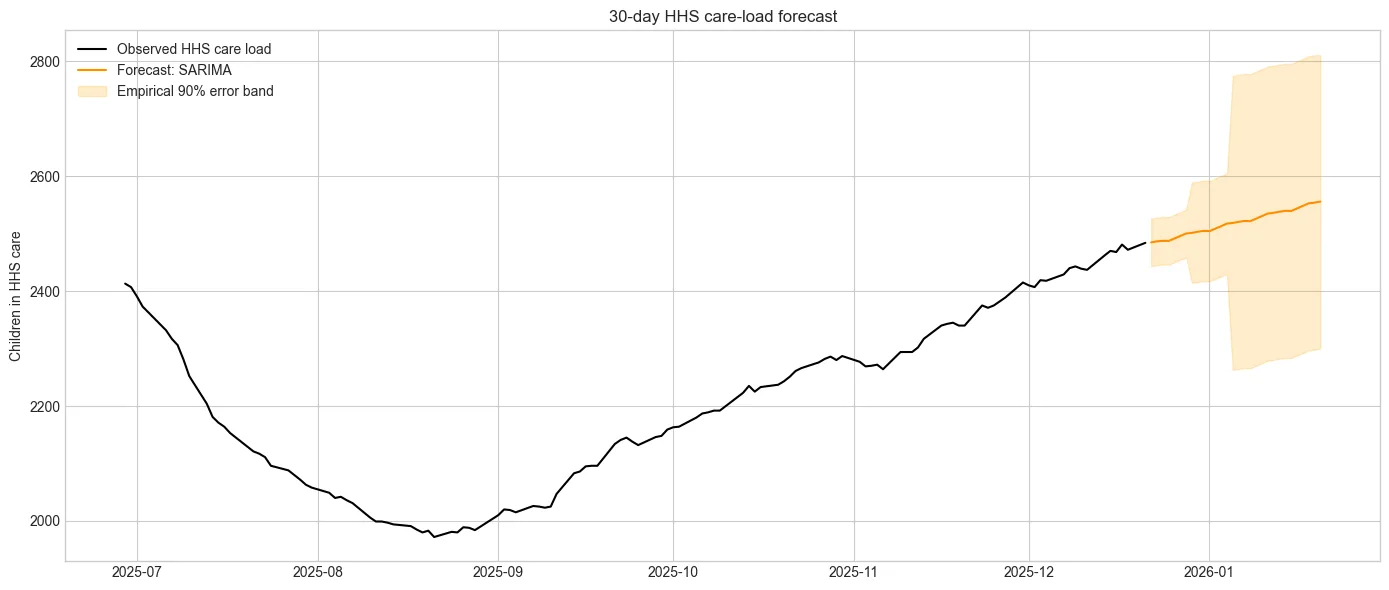 30-day HHS care-load forecast
Observed HHS care load
Forecast: SARIMA
Empirical 90% error band
Children in HHS care
2800
2600
2400
2200
2000
2025-07
2025-08
2025-09
2025-10
2025-11
2025-12
2026-01